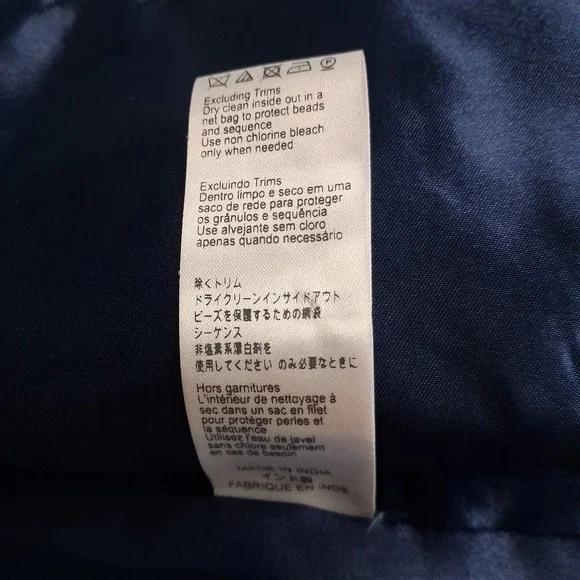 Excluding Trims
Dry clean inside out in a
net bag to protect beads
and sequence
Use non chlorine bleach
only when needed
Excluindo Trims
Dentro limpo e seco em uma
saco de rede para proteger
os grânulos e sequência
Use alvejante sem cloro
apenas quando necessário
除くトリム
ドライクリーンインサイドアウト
ビーズを保護するための網袋
シーケンス
非塩素系漂白剤を
使用してください のみ必要なときに
Hors garnitures
L'intérieur de nettoyage à
sec dans un sac en filet
pour protéger perles et
la séquence
Utilisez l'eau de javel
sans chlore seulement
en cas de besoin
MADE IN INDIA
インド製
FABRIQUE EN INDE